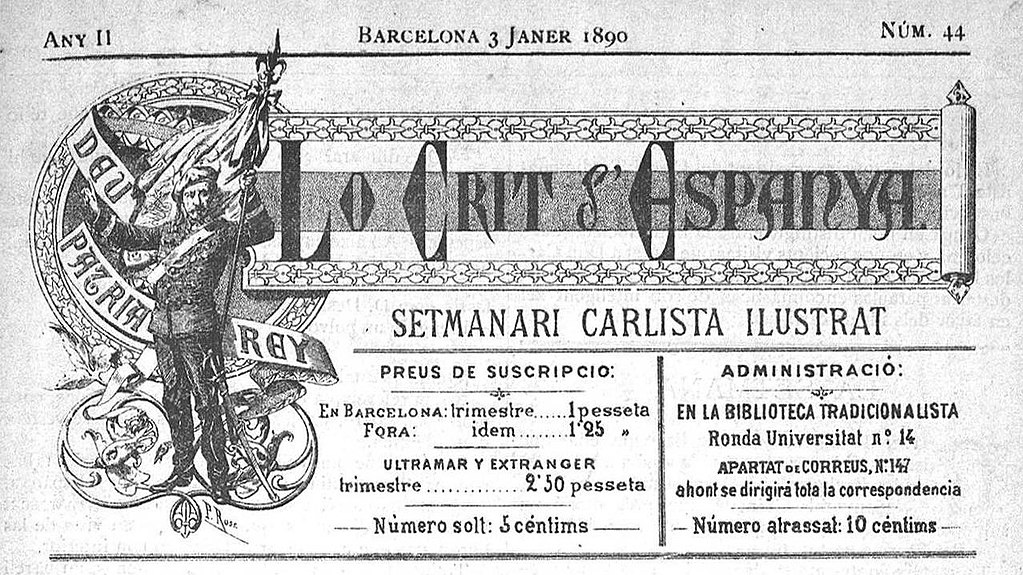 ANY II
BARCELONA 3 JANER 1890
NÚM. 44
DEU
PATRIA
REY
LO CRIT D'ESPANYA
SETMANARI CARLISTA ILUSTRAT
PREUS DE SUSCRIPCIO:
EN BARCELONA: trimestre.....1 peseta
FORA: idem........1'25 »
ULTRAMAR Y EXTRANGER
trimestre............2'50 pesseta
Número solt: 5 céntims
ADMINISTRACIÓ:
EN LA BIBLIOTECA TRADICIONALISTA
Ronda Universitat nº 14
APARTAT DE CORREUS, Nº 147
ahont se dirigirá tota la correspondencia
Número atrassat: 10 céntims